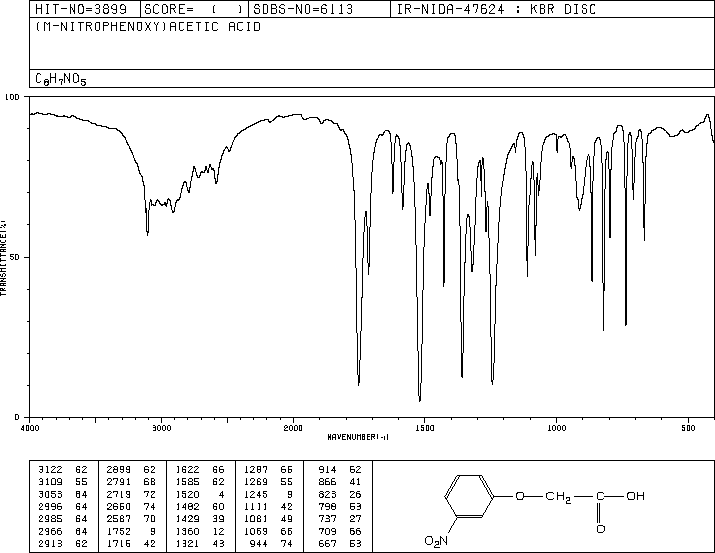 HIT-NO=3899 SCORE= ( ) SDBS-NO=6113 IR-NIDA-47624 : KBR DISC
(M-NITROPHENOXY)ACETIC ACID
C8H7NO5
100
50
0
TRANSMITTANCE(%)
4000 3000 2000 1500 1000 500
WAVENUMBER(-1)
3122 62 2899 62 1622 66 1287 66 914 62
3109 55 2791 68 1585 62 1269 55 866 41
3053 64 2719 72 1520 4 1245 9 823 26
2996 64 2650 74 1482 60 1111 42 798 53
2985 64 2587 70 1429 39 1081 49 737 27
2966 64 1752 9 1360 12 1069 66 709 66
2913 62 1716 42 1321 43 944 74 667 53
O CH2 C OH
O
O2N